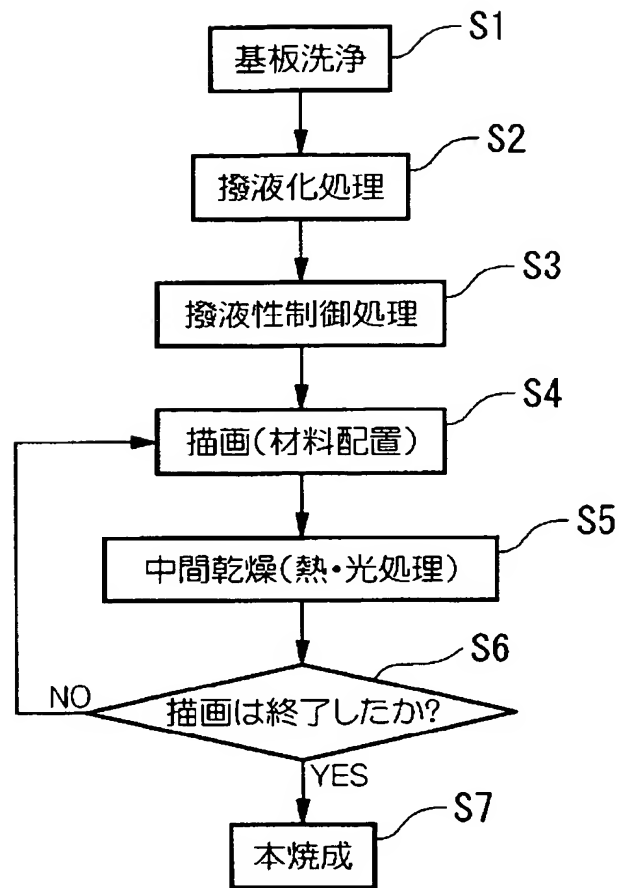 S1
基板洗浄
S2
撥液化処理
S3
撥液性制御処理
S4
描画(材料配置)
S5
中間乾燥(熱・光処理)
S6
NO
描画は終了したか?
YES
S7
本焼成